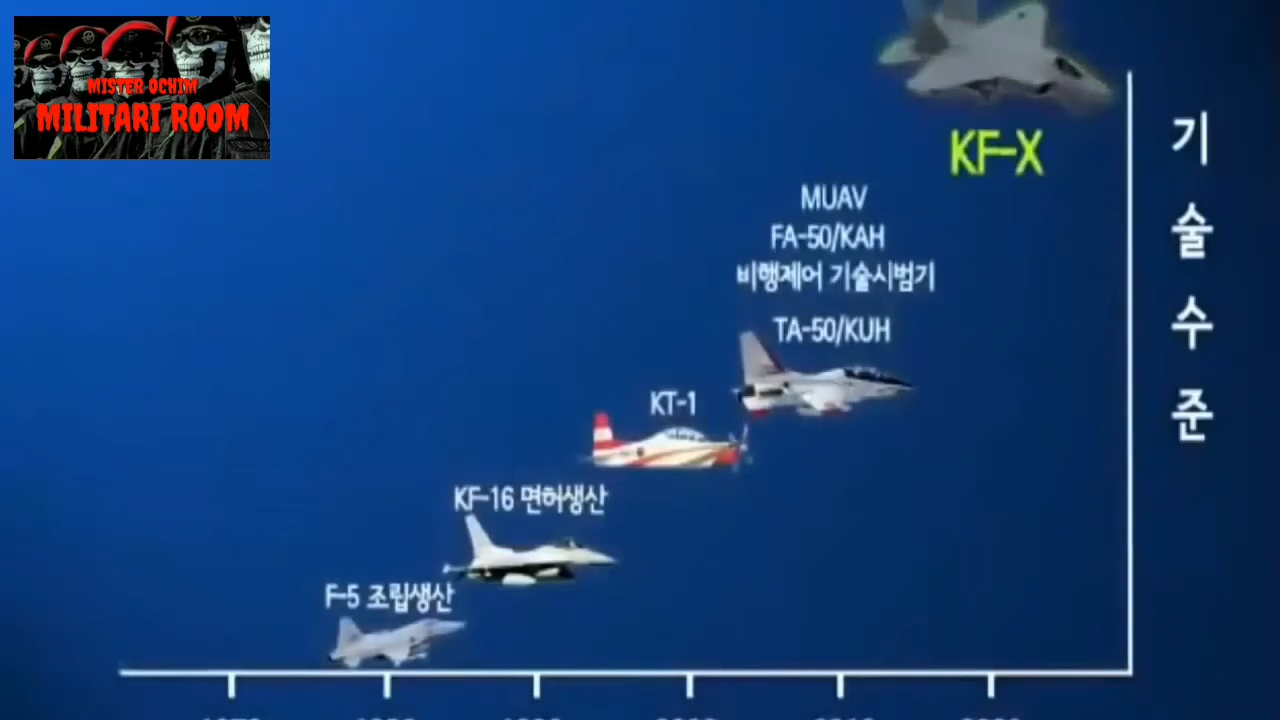 MISTER OCHIM
MILITARI ROOM
KF-X
MUAV
FA-50/KAH
비행제어 기술시범기
TA-50/KUH
KT-1
KF-16 면허생산
F-5 조립생산
기술수준